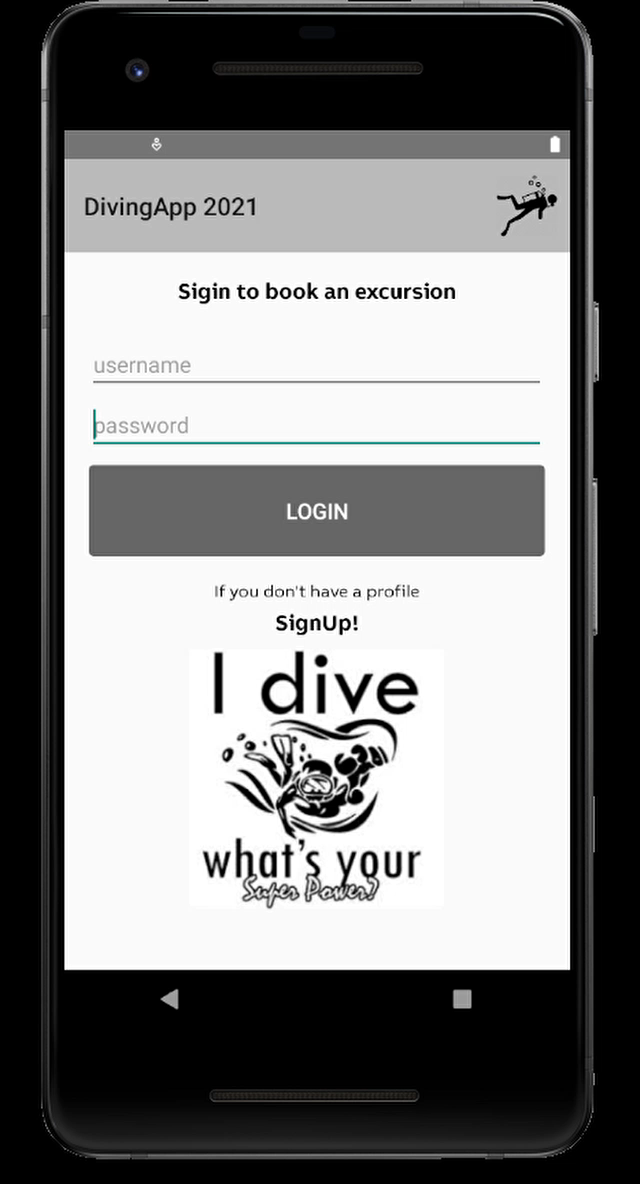 DivingApp 2021
Sigin to book an excursion
username
password
LOGIN
If you don't have a profile
SignUp!
I dive
what's your
Super Power?